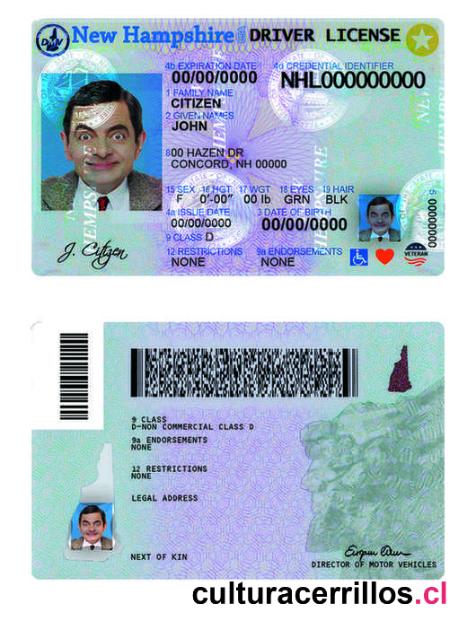 New Hampshire DRIVER LICENSE
4b EXPIRATION DATE 4d CREDENTIAL IDENTIFIER
00/00/0000 NHL000000000
1 FAMILY NAME
CITIZEN
2 GIVEN NAMES
JOHN
800 HAZEN DR
CONCORD, NH 00000
15 SEX 16 HGT 17 WGT 18 EYES 19 HAIR
F 0'-00" 00 lb GRN BLK
4a ISSUE DATE 3 DATE OF BIRTH
00/00/0000 00/00/0000
9 CLASS D
J. Citizen
12 RESTRICTIONS 9a ENDORSEMENTS
NONE NONE
VETERAN
00/00/0000
9 CLASS
D-NON COMMERCIAL CLASS D
9a ENDORSEMENTS
NONE
12 RESTRICTIONS
NONE
LEGAL ADDRESS
NEXT OF KIN
DIRECTOR OF MOTOR VEHICLES
culturacerrillos.cl